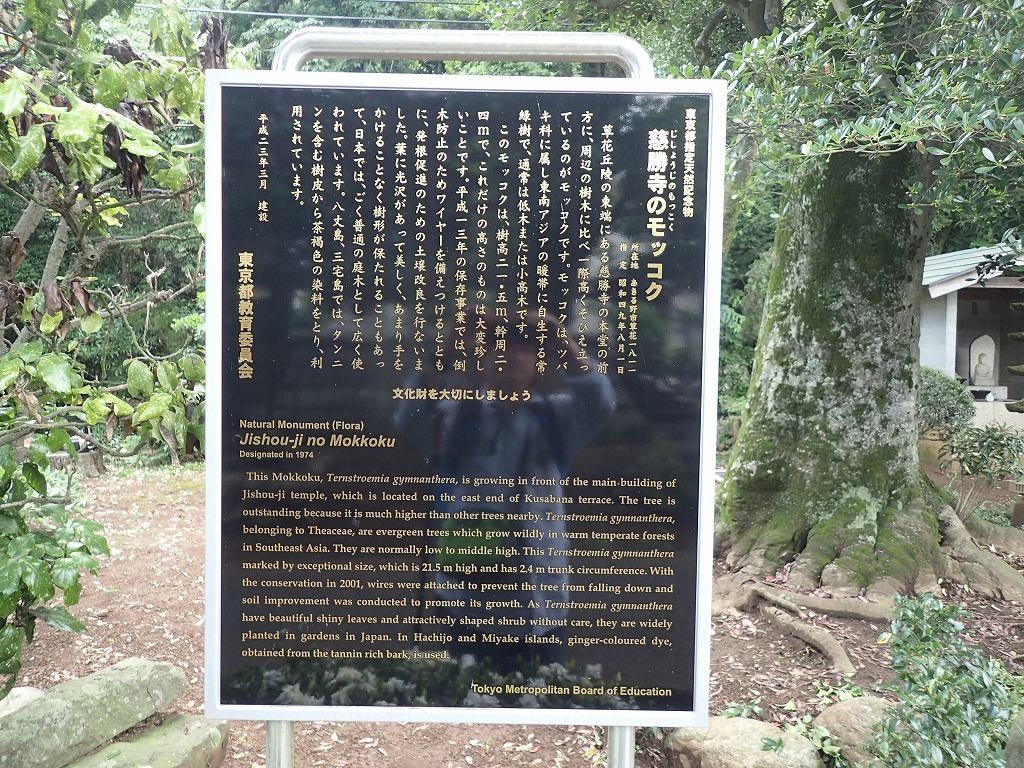 東京都指定天然記念物
じしょうじのもっこく
慈勝寺のモッコク
所在地 あきる野市草花一八一一
指定 昭和四九年八月一日
草花丘陵の東端にある慈勝寺の本堂の前
方に、周辺の樹木に比べ一際高くそびえ立っ
ているのがモッコクです。モッコクは、ツバ
キ科に属し東南アジアの暖帯に自生する常
緑樹で、通常は低木または小高木です。
このモッコクは、樹高二一・五m、幹周二・
四mで、これだけの高さのものは大変珍し
いことです。平成一三年の保存事業では、倒
木防止のためワイヤーを備えつけるととも
に、発根促進のための土壌改良を行ないま
した。葉に光沢があって美しく、あまり手を
かけることなく樹形が保たれることもあっ
て、日本では、ごく普通の庭木として広く使
われています。八丈島、三宅島では、タンニ
ンを含む樹皮から茶褐色の染料をとり、利
用されています。
平成二三年三月 建設
東京都教育委員会
文化財を大切にしましょう
Natural Monument (Flora)
Jishou-ji no Mokkoku
Designated in 1974
This Mokkoku, Ternstroemia gymnanthera, is growing in front of the main-building of
Jishou-ji temple, which is located on the east end of Kusabana terrace. The tree is
outstanding because it is much higher than other trees nearby. Ternstroemia gymnanthera,
belonging to Theaceae, are evergreen trees which grow wildly in warm temperate forests
in Southeast Asia. They are normally low to middle high. This Ternstroemia gymnanthera
marked by exceptional size, which is 21.5 m high and has 2.4 m trunk circumference. With
the conservation in 2001, wires were attached to prevent the tree from falling down and
soil improvement was conducted to promote its growth. As Ternstroemia gymnanthera
have beautiful shiny leaves and attractively shaped shrub without care, they are widely
planted in gardens in Japan. In Hachijo and Miyake islands, ginger-coloured dye,
obtained from the tannin rich bark, is used.
Tokyo Metropolitan Board of Education